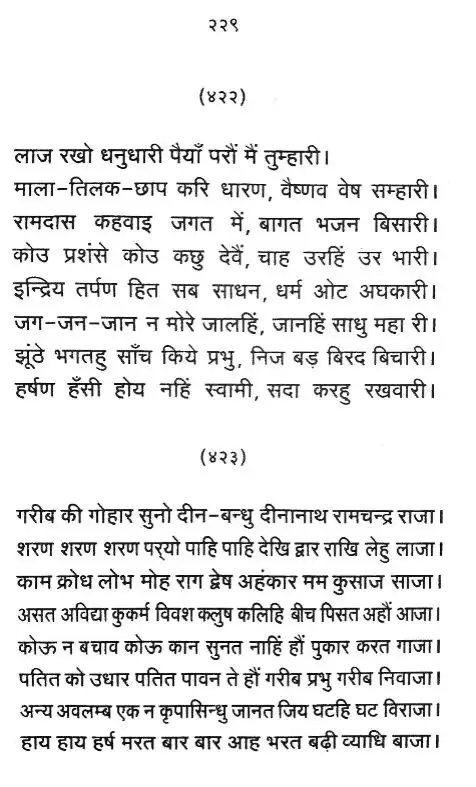 २२९
(४२२)
लाज रखो धनुधारी पैयाँ परौं मैं तुम्हारी।
माला-तिलक-छाप करि धारण, वैष्णव वेष सम्हारी।
रामदास कहवाइ जगत में, बागत भजन बिसारी।
कोउ प्रशंसे कोउ कछु देवैं, चाह उरहिं उर भारी।
इन्द्रिय तर्पण हित सब साधन, धर्म ओट अघकारी।
जग-जन-जान न मोरे जालहिं, जानहिं साधु महा री।
झूंठे भगतहु साँच किये प्रभु, निज बड़ बिरद बिचारी।
हर्षण हँसी होय नहिं स्वामी, सदा करहु रखवारी।
(४२३)
गरीब की गोहार सुनो दीन-बन्धु दीनानाथ रामचन्द्र राजा।
शरण शरण शरण पर्‌यो पाहि पाहि देखि द्वार राखि लेहु लाजा।
काम क्रोध लोभ मोह राग द्वेष अहंकार मम कुसाज साजा।
असत अविद्या कुकर्म विवश कलुष कलिहि बीच पिसत अहौं आजा।
कोऊ न बचाव कोऊ कान सुनत नाहिं हौं पुकार करत गाजा।
पतित को उधार पतित पावन ते हौं गरीब प्रभु गरीब निवाजा।
अन्य अवलम्ब एक न कृपासिन्धु जानत जिय घटहि घट विराजा।
हाय हाय हर्ष मरत बार बार आह भरत बढ़ी व्याधि बाजा।